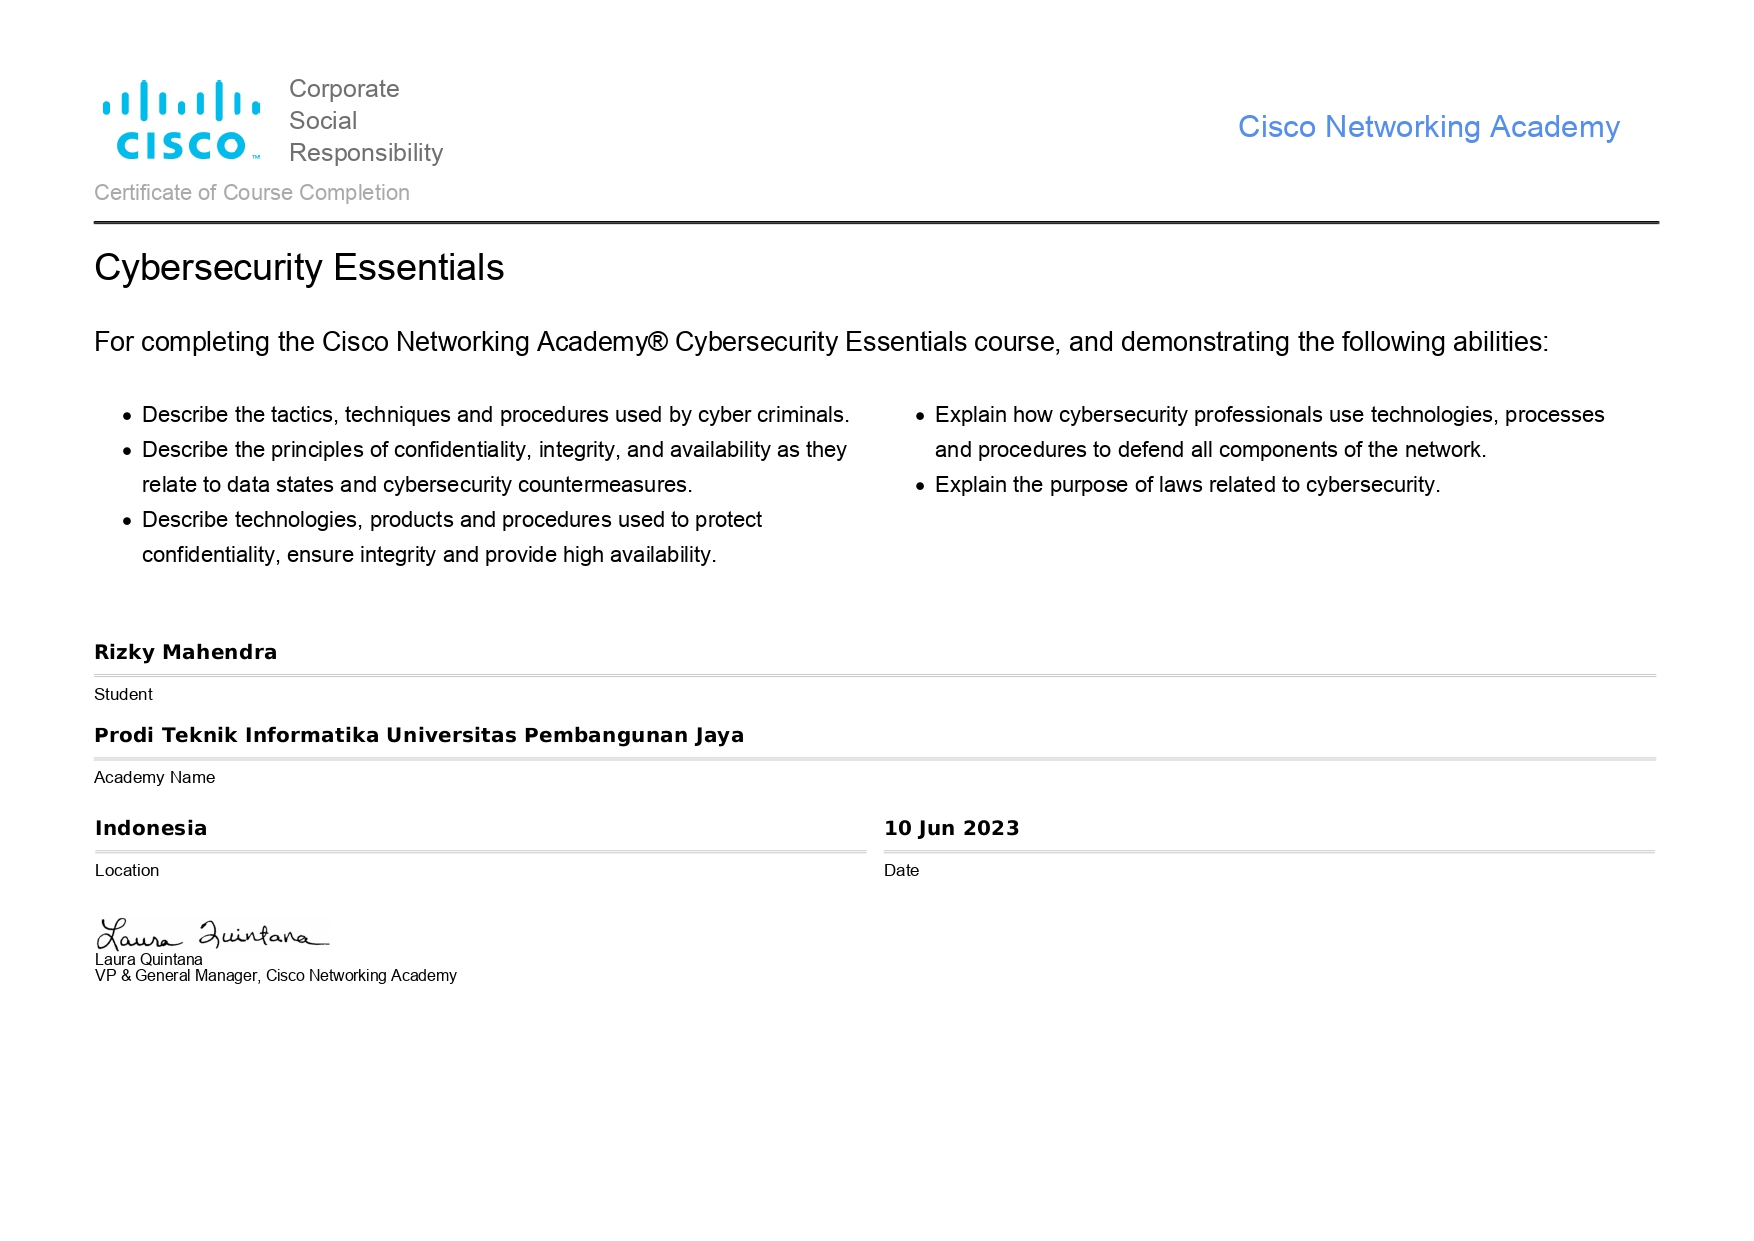 CISCO™
Corporate
Social
Responsibility
Cisco Networking Academy
Certificate of Course Completion
Cybersecurity Essentials
For completing the Cisco Networking Academy® Cybersecurity Essentials course, and demonstrating the following abilities:
• Describe the tactics, techniques and procedures used by cyber criminals.
• Describe the principles of confidentiality, integrity, and availability as they
relate to data states and cybersecurity countermeasures.
• Describe technologies, products and procedures used to protect
confidentiality, ensure integrity and provide high availability.
• Explain how cybersecurity professionals use technologies, processes
and procedures to defend all components of the network.
• Explain the purpose of laws related to cybersecurity.
Rizky Mahendra
Student
Prodi Teknik Informatika Universitas Pembangunan Jaya
Academy Name
Indonesia
Location
10 Jun 2023
Date
Laura Quintana
Laura Quintana
VP & General Manager, Cisco Networking Academy